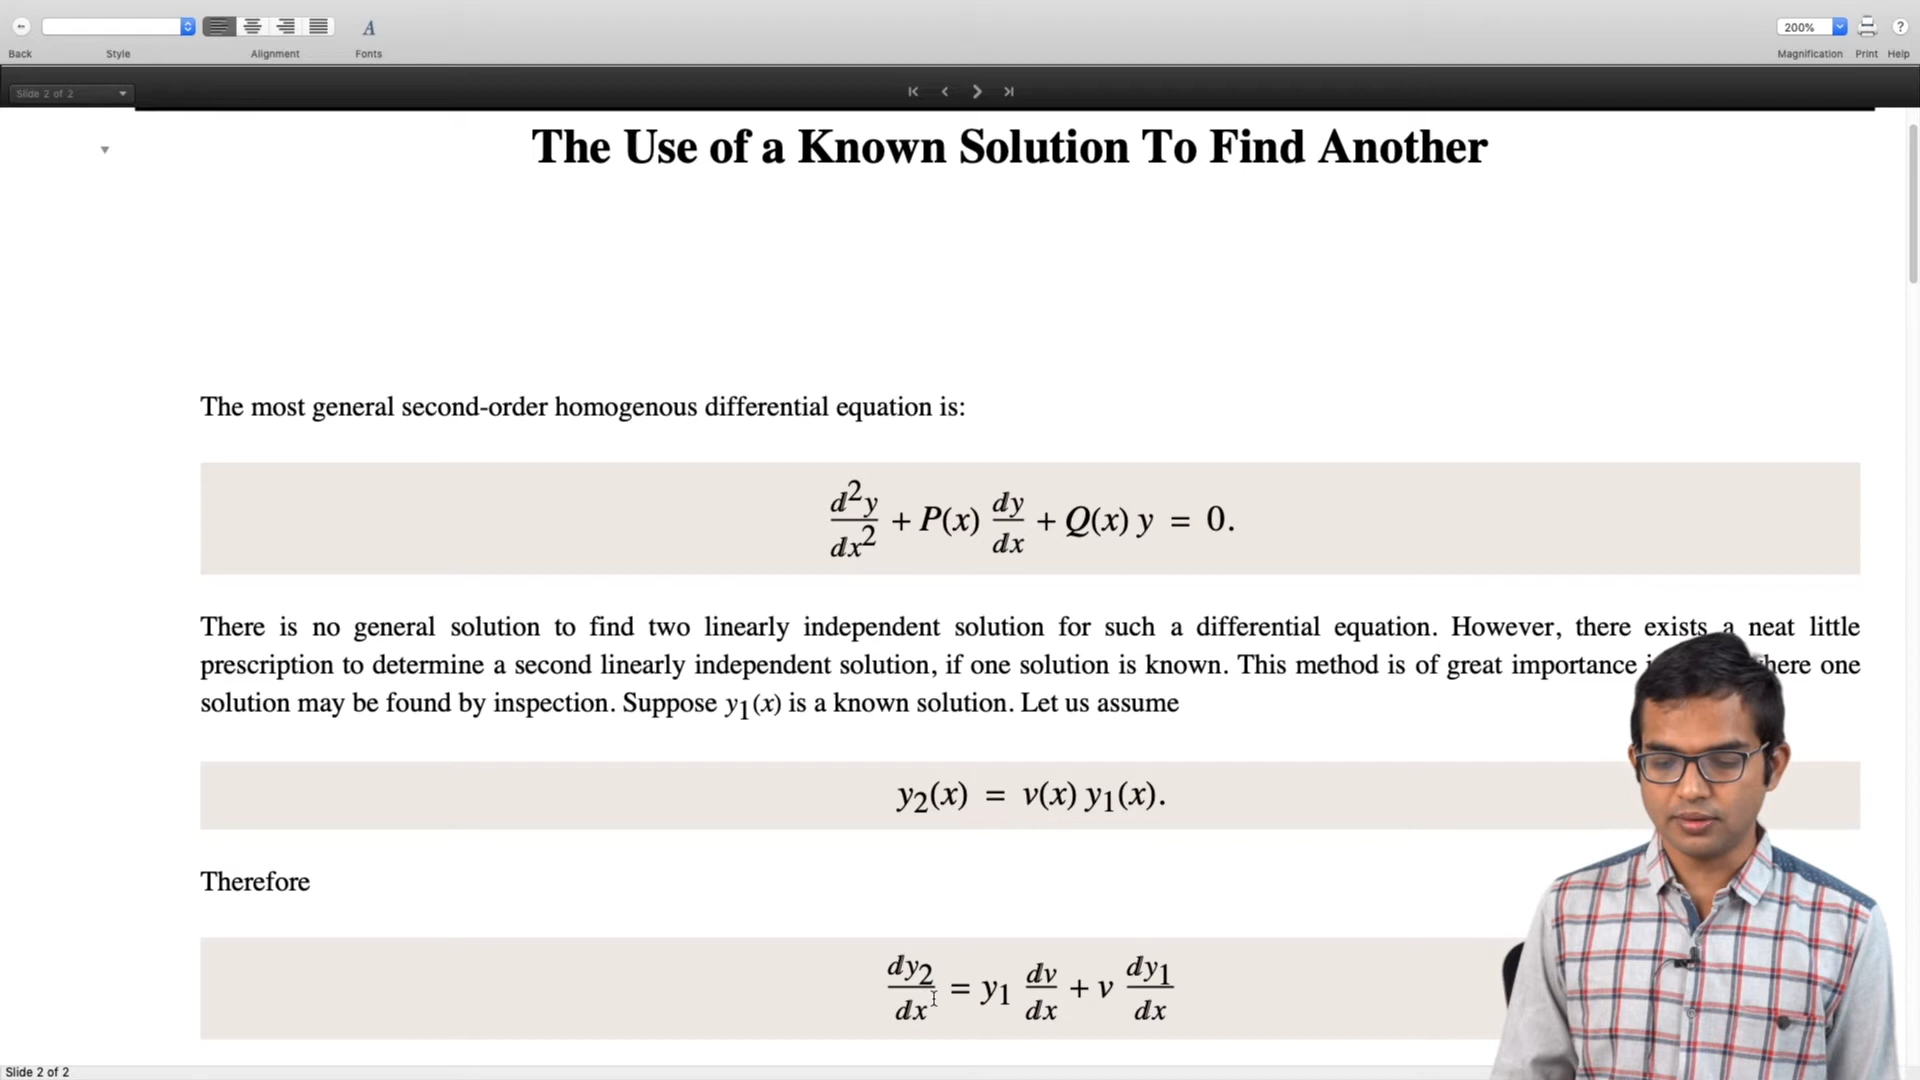 200%
Back
Style
Alignment
Fonts
Magnification
Print
Help
Slide 2 of 2
The Use of a Known Solution To Find Another
The most general second-order homogenous differential equation is:
d²y/dx² + P(x) dy/dx + Q(x) y = 0.
There is no general solution to find two linearly independent solution for such a differential equation. However, there exists a neat little
prescription to determine a second linearly independent solution, if one solution is known. This method is of great importance where one
solution may be found by inspection. Suppose y₁(x) is a known solution. Let us assume
y₂(x) = v(x) y₁(x).
Therefore
dy₂/dx = y₁ dv/dx + v dy₁/dx
Slide 2 of 2